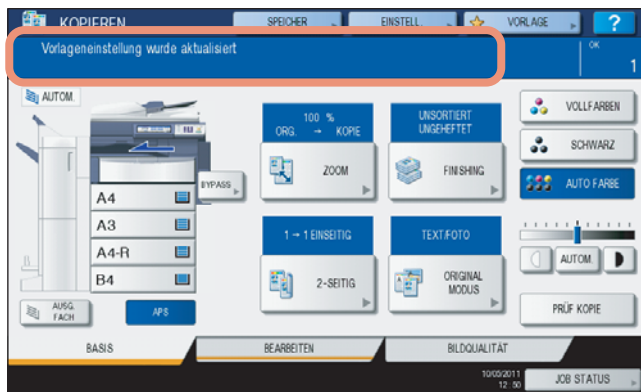 KOPIEREN
SPEICHER
EINSTELL.
VORLAGE
?
Vorlageneinstellung wurde aktualisiert
OK
1
AUTOM.
100 %
ORG. → KOPIE
UNSORTIERT
UNGEHEFTET
VOLLFARBEN
SCHWARZ
BYPASS
ZOOM
FINISHING
AUTO FARBE
A4
A3
A4-R
B4
1 → 1 EINSEITIG
TEXT/FOTO
2-SEITIG
ORIGINAL
MODUS
AUTOM.
AUSG.
FACH
APS
PRÜF KOPIE
BASIS
BEARBEITEN
BILDQUALITÄT
10/05/2011
12:50
JOB STATUS